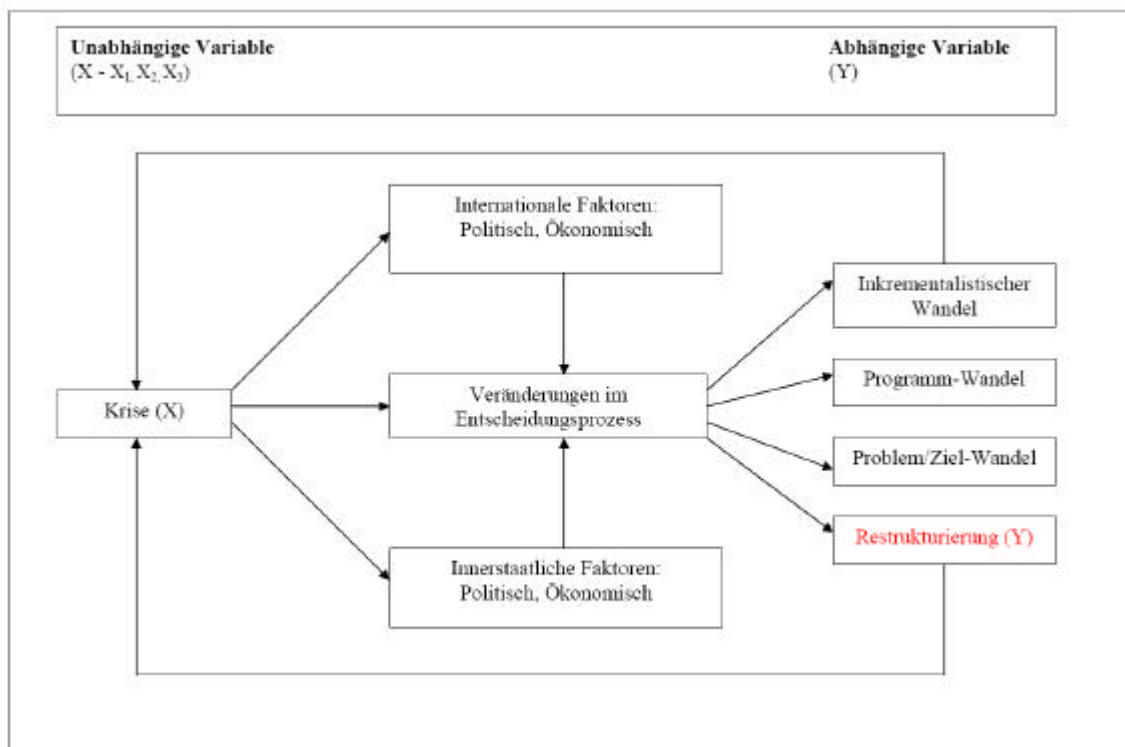 Unabhängige Variable
(X - X1, X2, X3)
Abhängige Variable
(Y)
Internationale Faktoren:
Politisch, Ökonomisch
Inkrementalistischer
Wandel
Programm-Wandel
Krise (X)
Veränderungen im
Entscheidungsprozess
Problem/Ziel-Wandel
Restrukturierung (Y)
Innerstaatliche Faktoren:
Politisch, Ökonomisch